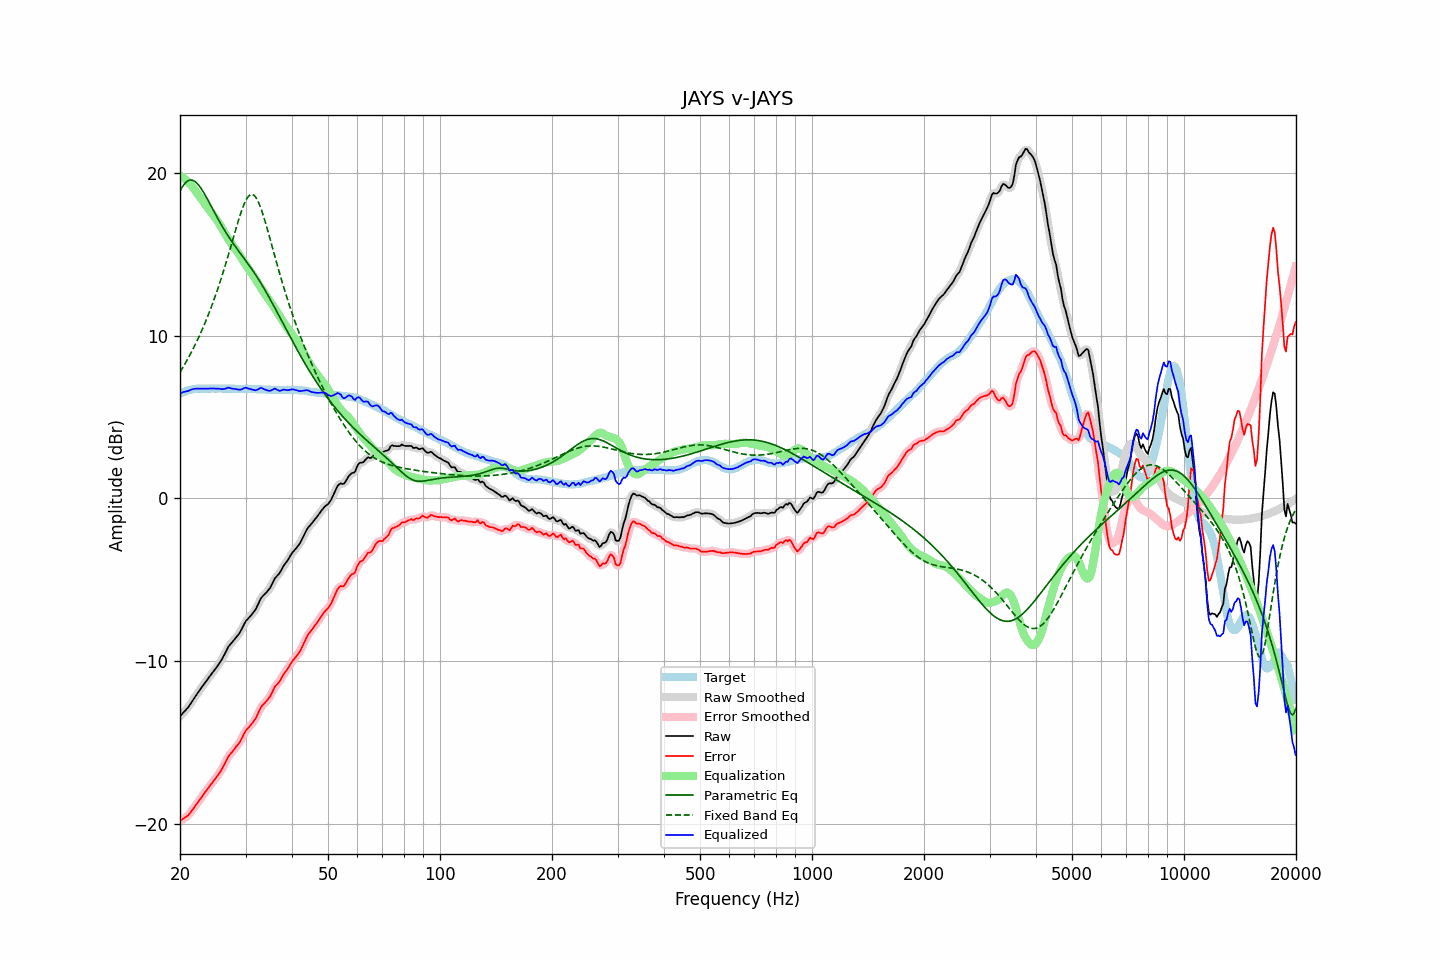 JAYS v-JAYS
Amplitude (dBr)
20
10
0
−10
−20
Target
Raw Smoothed
Error Smoothed
Raw
Error
Equalization
Parametric Eq
Fixed Band Eq
Equalized
20 50 100 200 500 1000 2000 5000 10000 20000
Frequency (Hz)